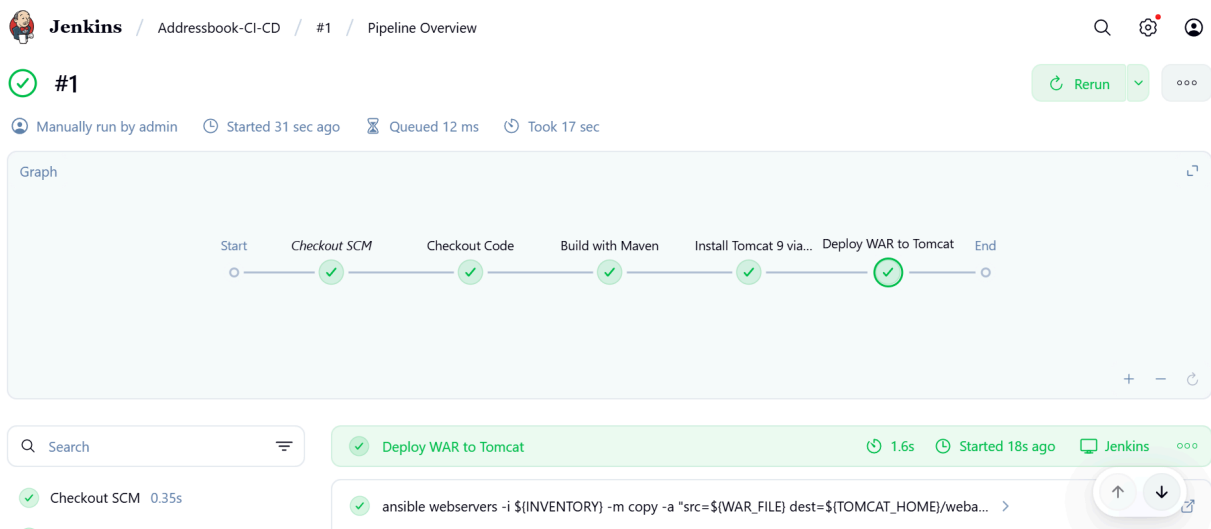 Jenkins / Addressbook-CI-CD / #1 / Pipeline Overview
#1
Rerun
Manually run by admin Started 31 sec ago Queued 12 ms Took 17 sec
Graph
Start Checkout SCM Checkout Code Build with Maven Install Tomcat 9 via... Deploy WAR to Tomcat End
Search
Deploy WAR to Tomcat 1.6s Started 18s ago Jenkins
Checkout SCM 0.35s
ansible webservers -i ${INVENTORY} -m copy -a "src=${WAR_FILE} dest=${TOMCAT_HOME}/weba...